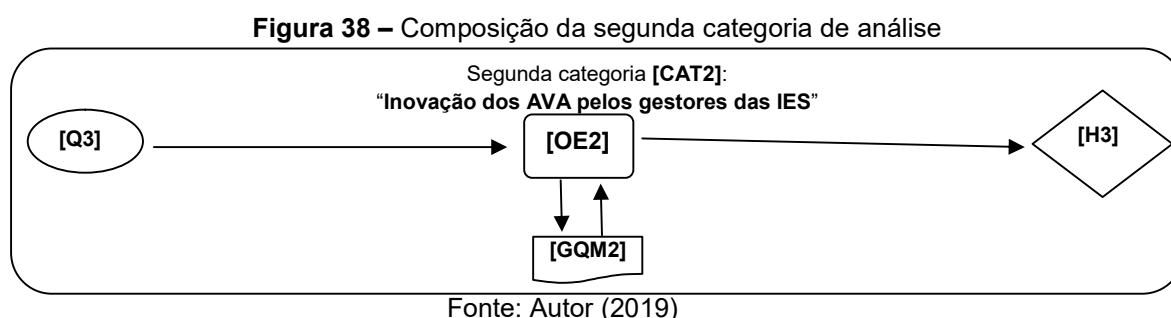 Figura 38 – Composição da segunda categoria de análise
Segunda categoria [CAT2]:
“Inovação dos AVA pelos gestores das IES”
[Q3]
[OE2]
[H3]
[GQM2]
Fonte: Autor (2019)